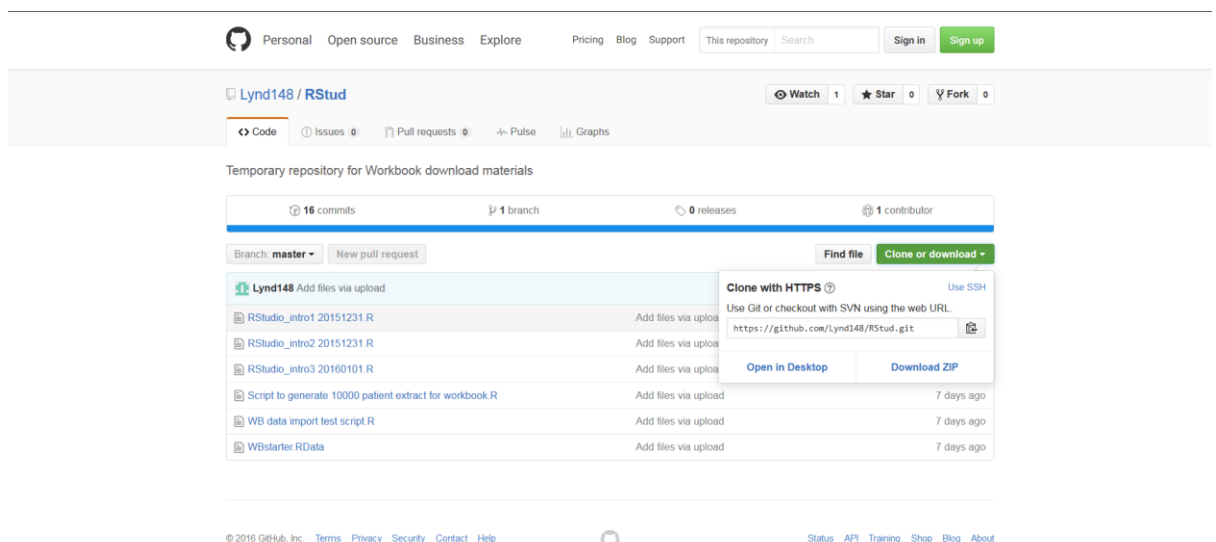 Personal Open source Business Explore Pricing Blog Support This repository Search Sign in Sign up
Lynd148 / RStud Watch 1 Star 0 Fork 0
Code Issues 0 Pull requests 0 Pulse Graphs
Temporary repository for Workbook download materials
16 commits 1 branch 0 releases 1 contributor
Branch: master New pull request Find file Clone or download
Lynd148 Add files via upload
RStudio_intro1 20151231.R Add files via uploa
RStudio_intro2 20151231.R Add files via uploa
RStudio_intro3 20160101.R Add files via uploa
Clone with HTTPS ? Use SSH
Use Git or checkout with SVN using the web URL.
https://github.com/Lynd148/RStud.git
Open in Desktop Download ZIP
Script to generate 10000 patient extract for workbook.R Add files via upload 7 days ago
WB data import test script.R Add files via upload 7 days ago
WBstarter.RData Add files via upload 7 days ago
© 2016 GitHub, Inc. Terms Privacy Security Contact Help Status API Training Shop Blog About